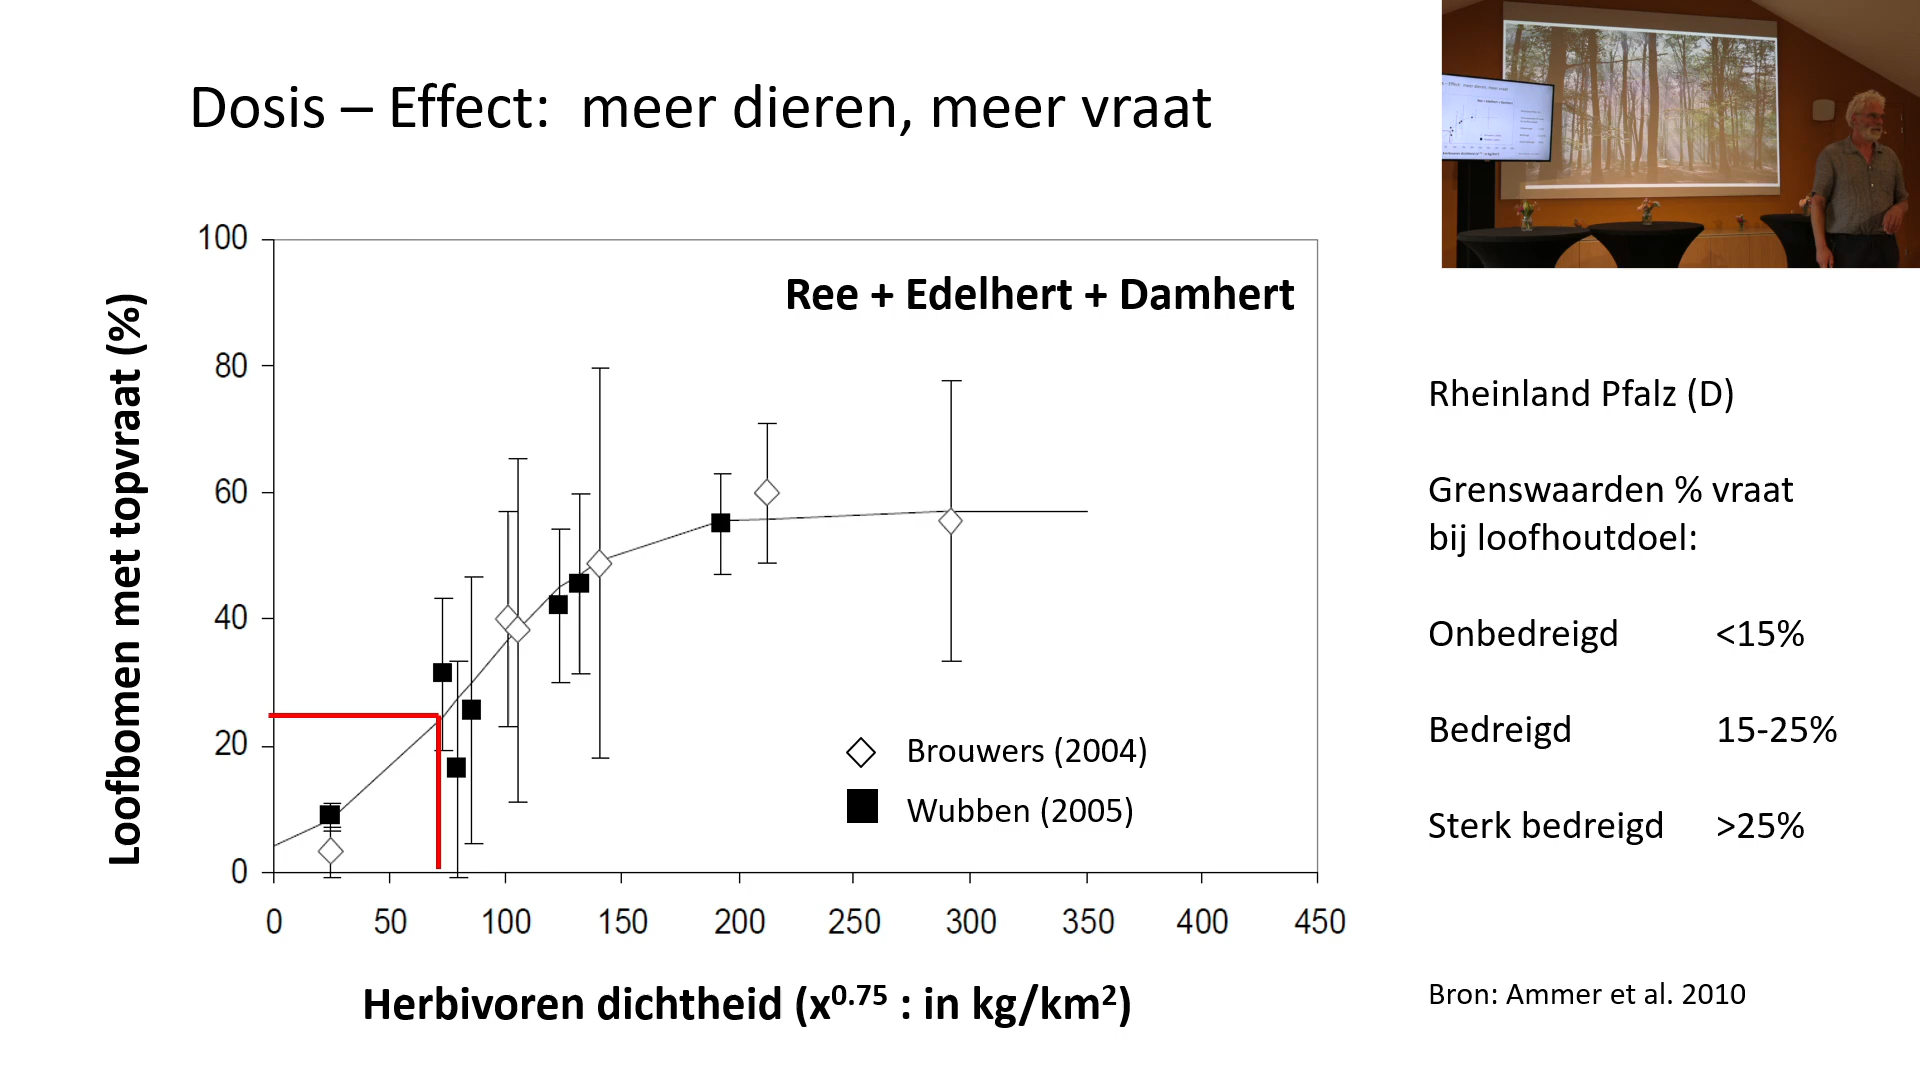 Dosis – Effect: meer dieren, meer vraat
Ree + Edelhert + Damhert
Loofbomen met topvraat (%)
100
80
60
40
20
0
0 50 100 150 200 250 300 350 400 450
Herbivoren dichtheid (x^0.75 : in kg/km²)
Brouwers (2004)
Wubben (2005)
Rheinland Pfalz (D)
Grenswaarden % vraat
bij loofhoutdoel:
Onbedreigd <15%
Bedreigd 15-25%
Sterk bedreigd >25%
Bron: Ammer et al. 2010